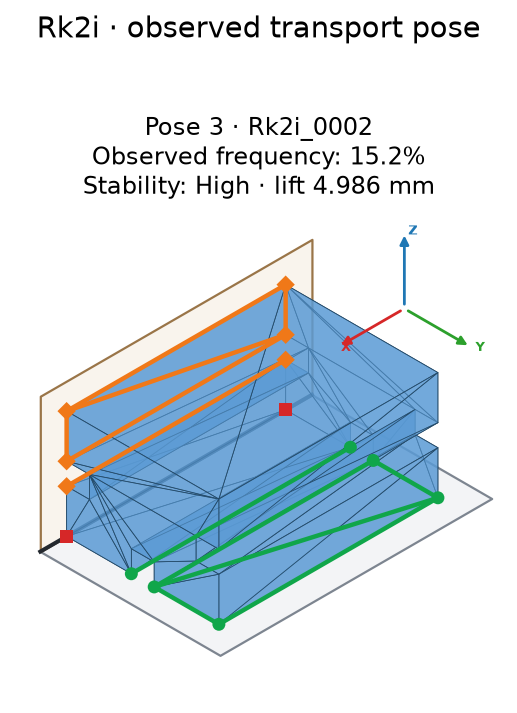 Rk2i · observed transport pose
Pose 3 · Rk2i_0002
Observed frequency: 15.2%
Stability: High · lift 4.986 mm
Z
X
Y